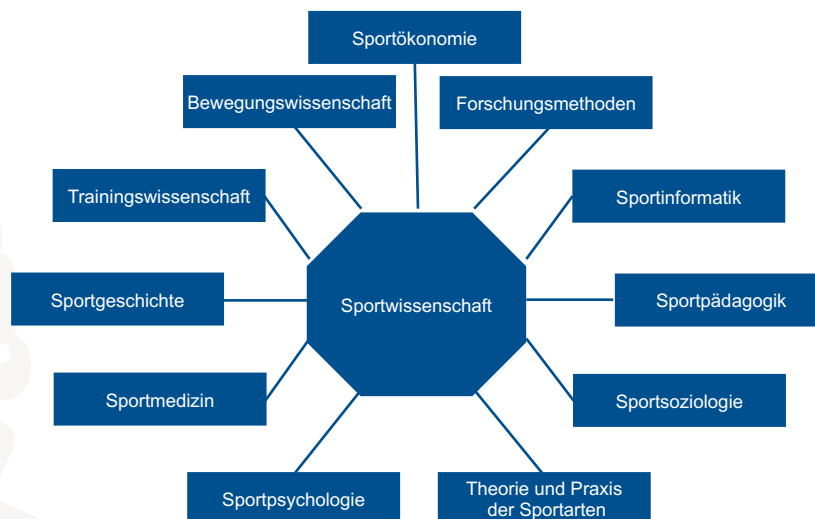 Sportökonomie
Bewegungswissenschaft
Forschungsmethoden
Trainingswissenschaft
Sportinformatik
Sportgeschichte
Sportwissenschaft
Sportpädagogik
Sportmedizin
Sportsoziologie
Sportpsychologie
Theorie und Praxis
der Sportarten